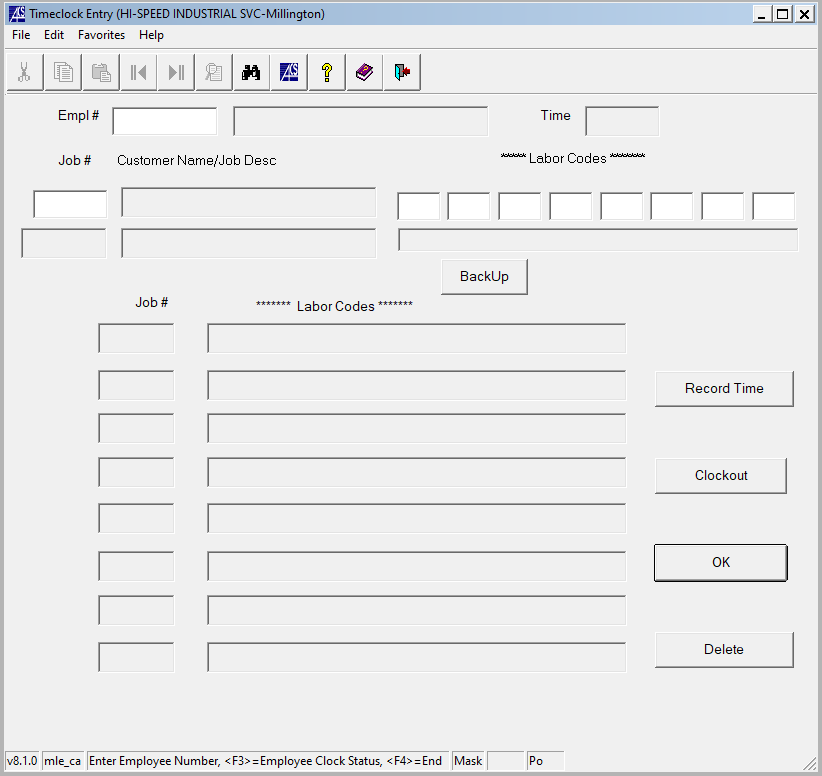 Timeclock Entry (HI-SPEED INDUSTRIAL SVC-Millington)
File Edit Favorites Help
Empl # Time
Job # Customer Name/Job Desc ****** Labor Codes ********
BackUp
Job # ******* Labor Codes *******
Record Time
Clockout
OK
Delete
v8.1.0 mle_ca Enter Employee Number, <F3>=Employee Clock Status, <F4>=End Mask Po